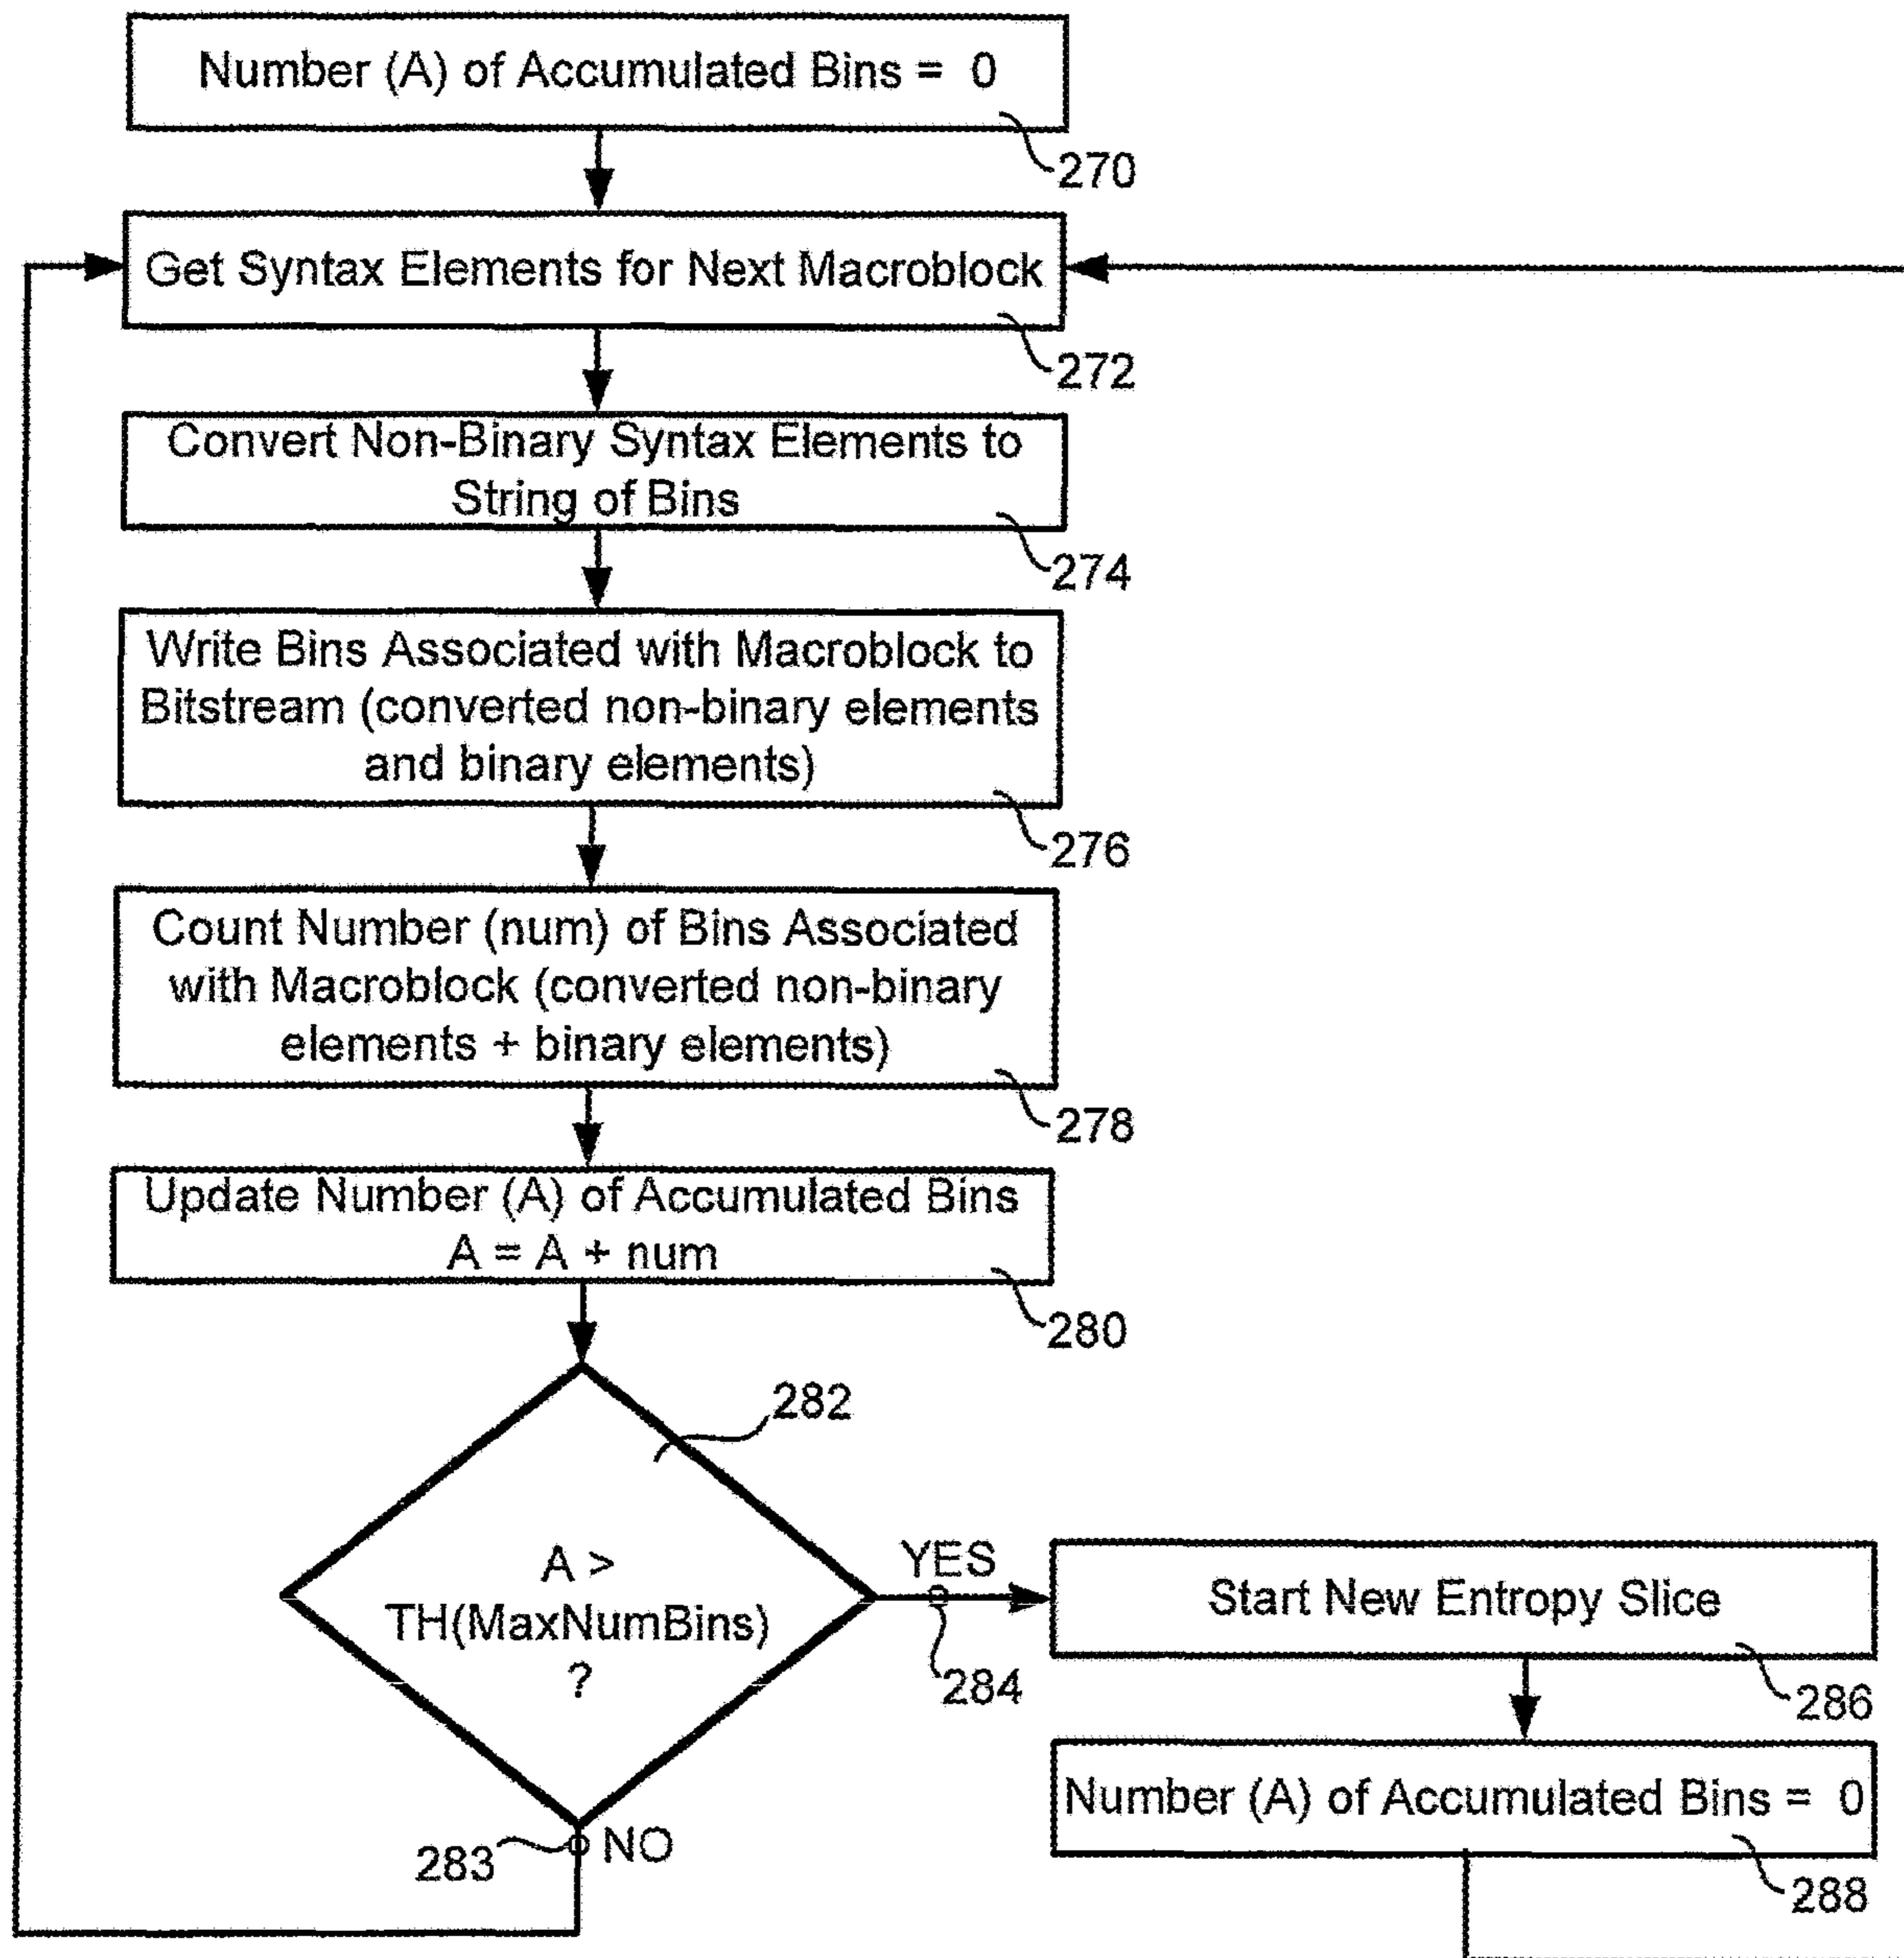 Number (A) of Accumulated Bins = 0
270
Get Syntax Elements for Next Macroblock
272
Convert Non-Binary Syntax Elements to
String of Bins
274
Write Bins Associated with Macroblock to
Bitstream (converted non-binary elements
and binary elements)
276
Count Number (num) of Bins Associated
with Macroblock (converted non-binary
elements + binary elements)
278
Update Number (A) of Accumulated Bins
A = A + num
280
282
A >
TH(MaxNumBins)
?
YES
284
Start New Entropy Slice
286
Number (A) of Accumulated Bins = 0
288
283
NO